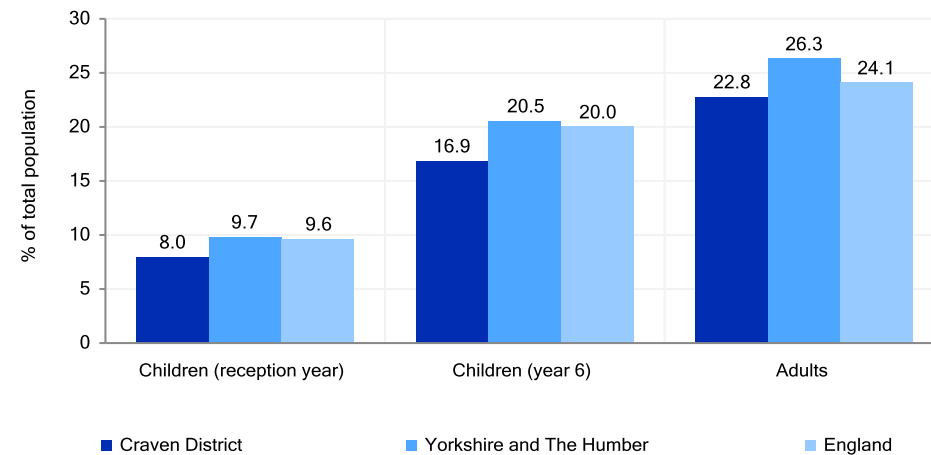 % of total population
30
25
20
15
10
5
0
8.0
9.7
9.6
16.9
20.5
20.0
22.8
26.3
24.1
Children (reception year)
Children (year 6)
Adults
Craven District
Yorkshire and The Humber
England